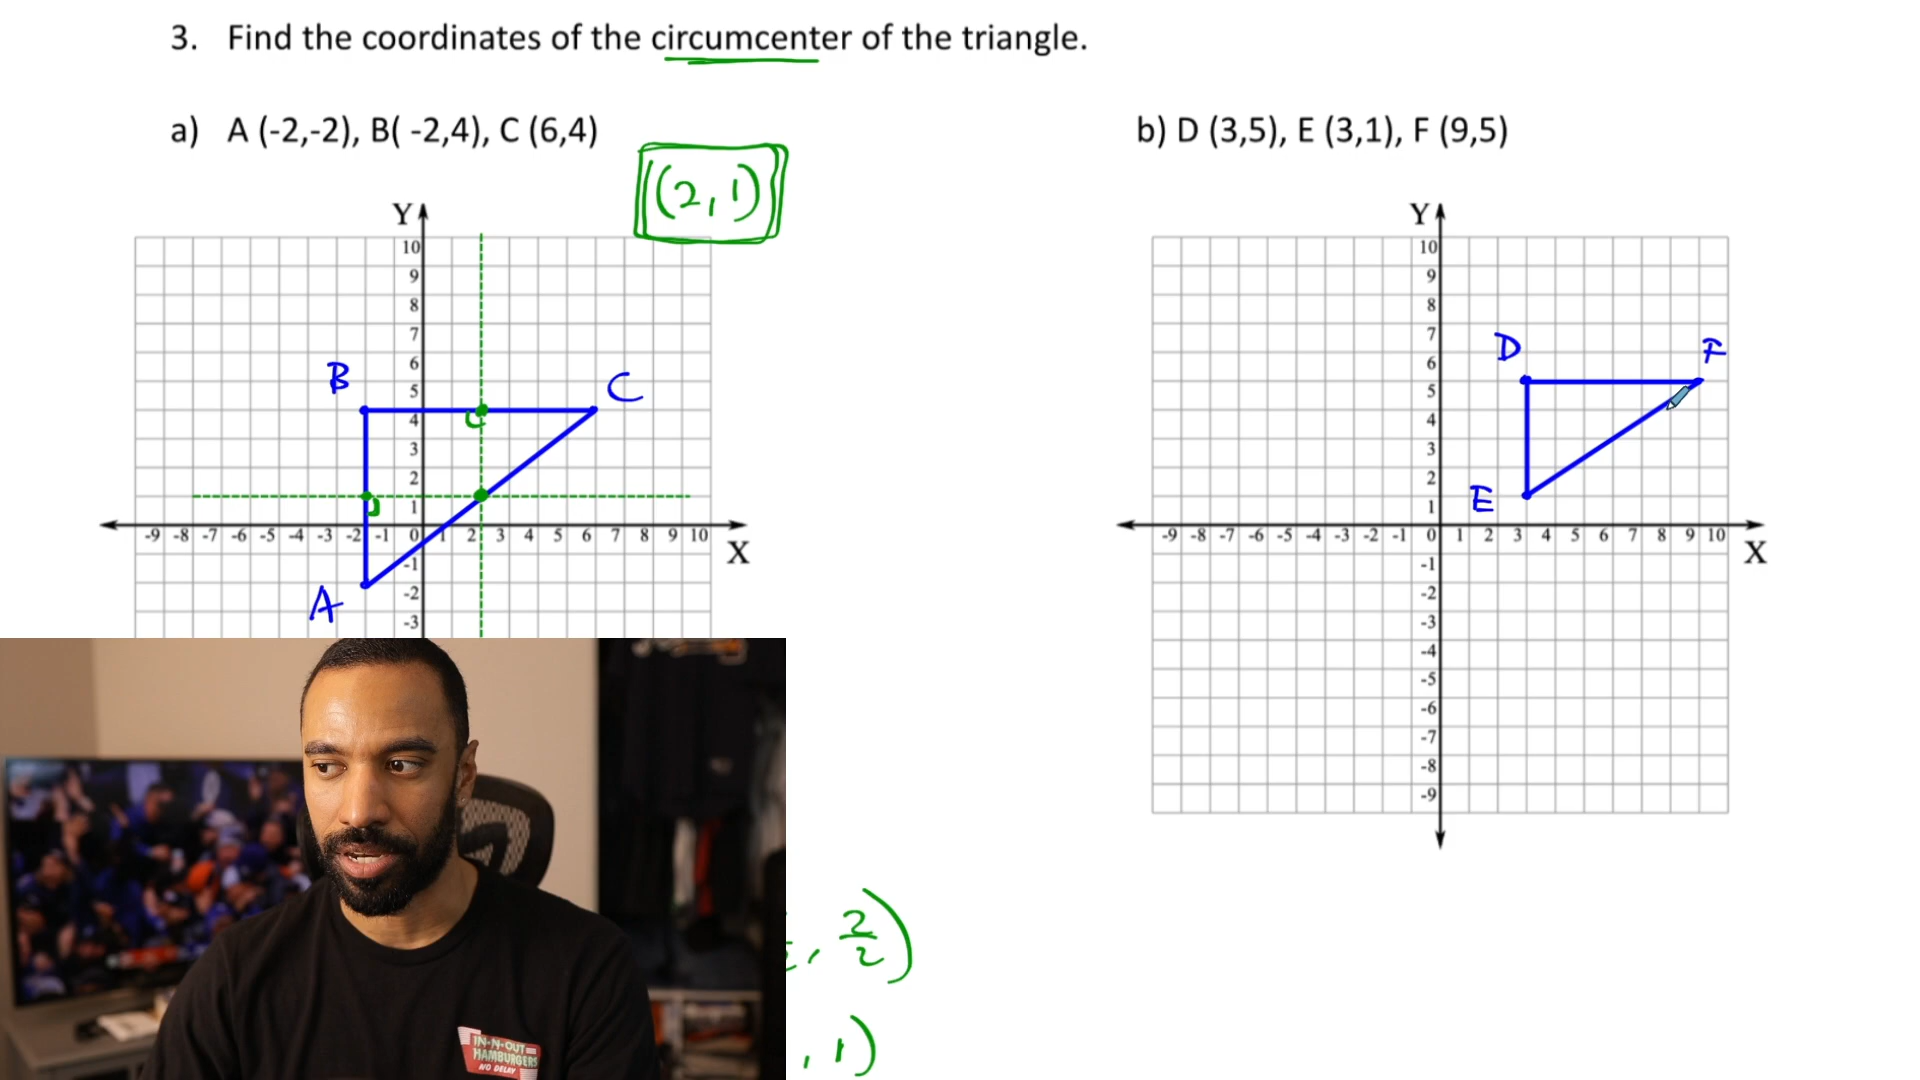 3. Find the coordinates of the circumcenter of the triangle.
a) A (-2,-2), B( -2,4), C (6,4)
(2,1)
b) D (3,5), E (3,1), F (9,5)
Y
10
9
8
7
6
5
4
3
2
1
B
C
-9 -8 -7 -6 -5 -4 -3 -2 -1 0 1 2 3 4 5 6 7 8 9 10
X
-1
-2
-3
A
Y
10
9
8
7
6
5
4
3
2
1
D
F
E
-9 -8 -7 -6 -5 -4 -3 -2 -1 0 1 2 3 4 5 6 7 8 9 10
X
-1
-2
-3
-4
-5
-6
-7
-8
-9
, 2/2)
, 1)
IN-N-OUT
HAMBURGERS
NO DELAY